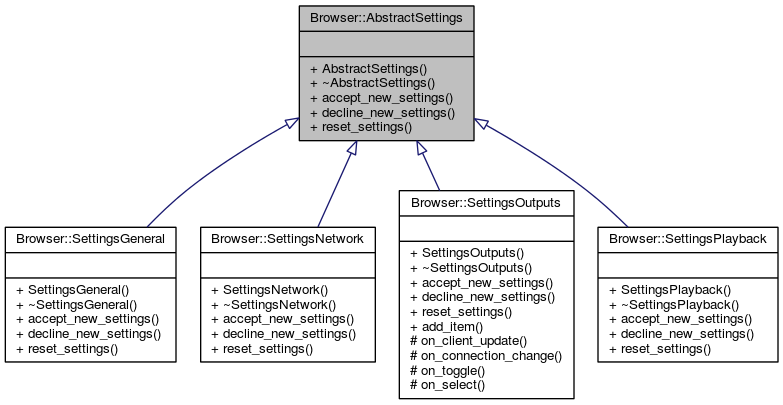 Browser::AbstractSettings
+ AbstractSettings()
+ ~AbstractSettings()
+ accept_new_settings()
+ decline_new_settings()
+ reset_settings()
Browser::SettingsGeneral
+ SettingsGeneral()
+ ~SettingsGeneral()
+ accept_new_settings()
+ decline_new_settings()
+ reset_settings()
Browser::SettingsNetwork
+ SettingsNetwork()
+ ~SettingsNetwork()
+ accept_new_settings()
+ decline_new_settings()
+ reset_settings()
Browser::SettingsOutputs
+ SettingsOutputs()
+ ~SettingsOutputs()
+ accept_new_settings()
+ decline_new_settings()
+ reset_settings()
+ add_item()
# on_client_update()
# on_connection_change()
# on_toggle()
# on_select()
Browser::SettingsPlayback
+ SettingsPlayback()
+ ~SettingsPlayback()
+ accept_new_settings()
+ decline_new_settings()
+ reset_settings()